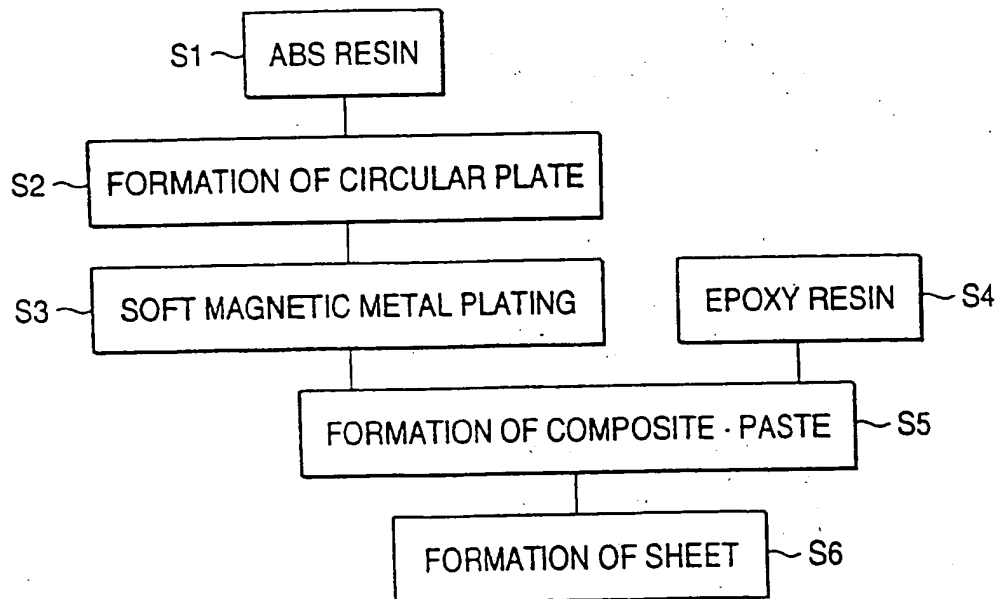 S1 ABS RESIN
S2 FORMATION OF CIRCULAR PLATE
S3 SOFT MAGNETIC METAL PLATING
EPOXY RESIN S4
FORMATION OF COMPOSITE · PASTE S5
FORMATION OF SHEET S6